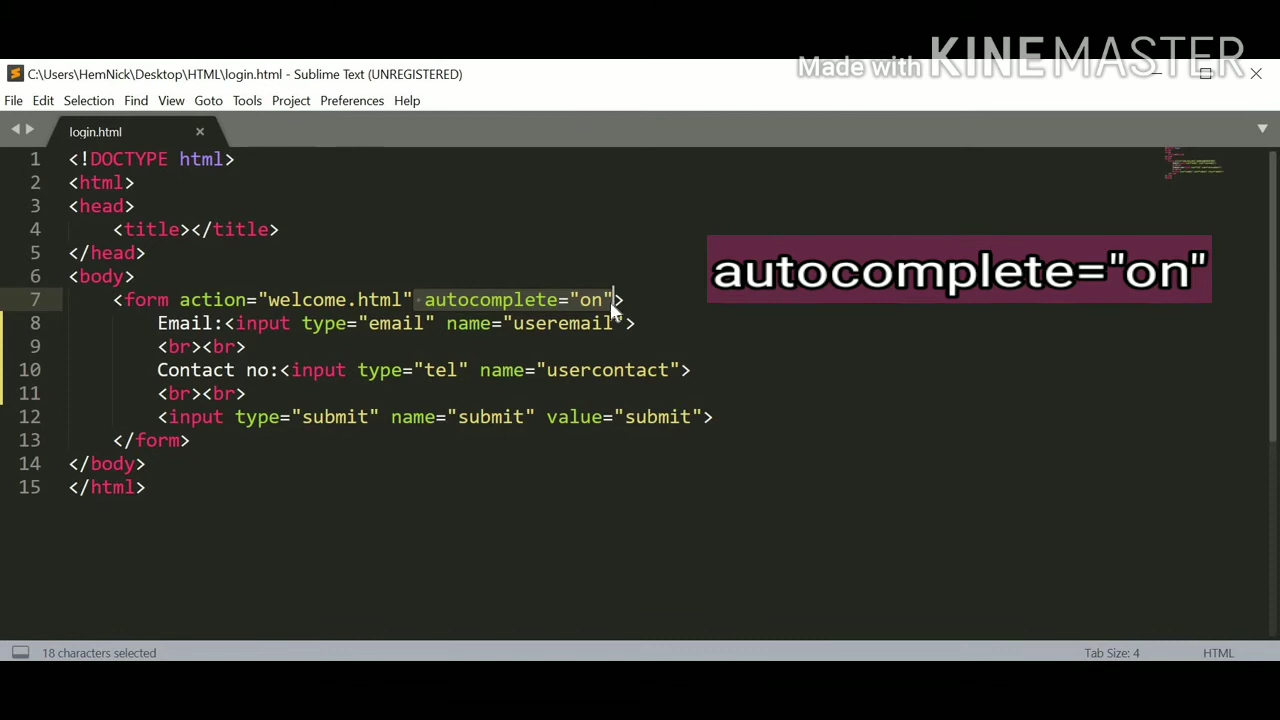 Made with KINEMASTER
C:\Users\HemNick\Desktop\HTML\login.html - Sublime Text (UNREGISTERED)
File Edit Selection Find View Goto Tools Project Preferences Help
login.html
1 <!DOCTYPE html>
2 <html>
3 <head>
4 <title></title>
5 </head>
6 <body>
7 <form action="welcome.html" autocomplete="on">
8 Email:<input type="email" name="useremail">
9 <br><br>
10 Contact no:<input type="tel" name="usercontact">
11 <br><br>
12 <input type="submit" name="submit" value="submit">
13 </form>
14 </body>
15 </html>
autocomplete="on"
18 characters selected
Tab Size: 4
HTML